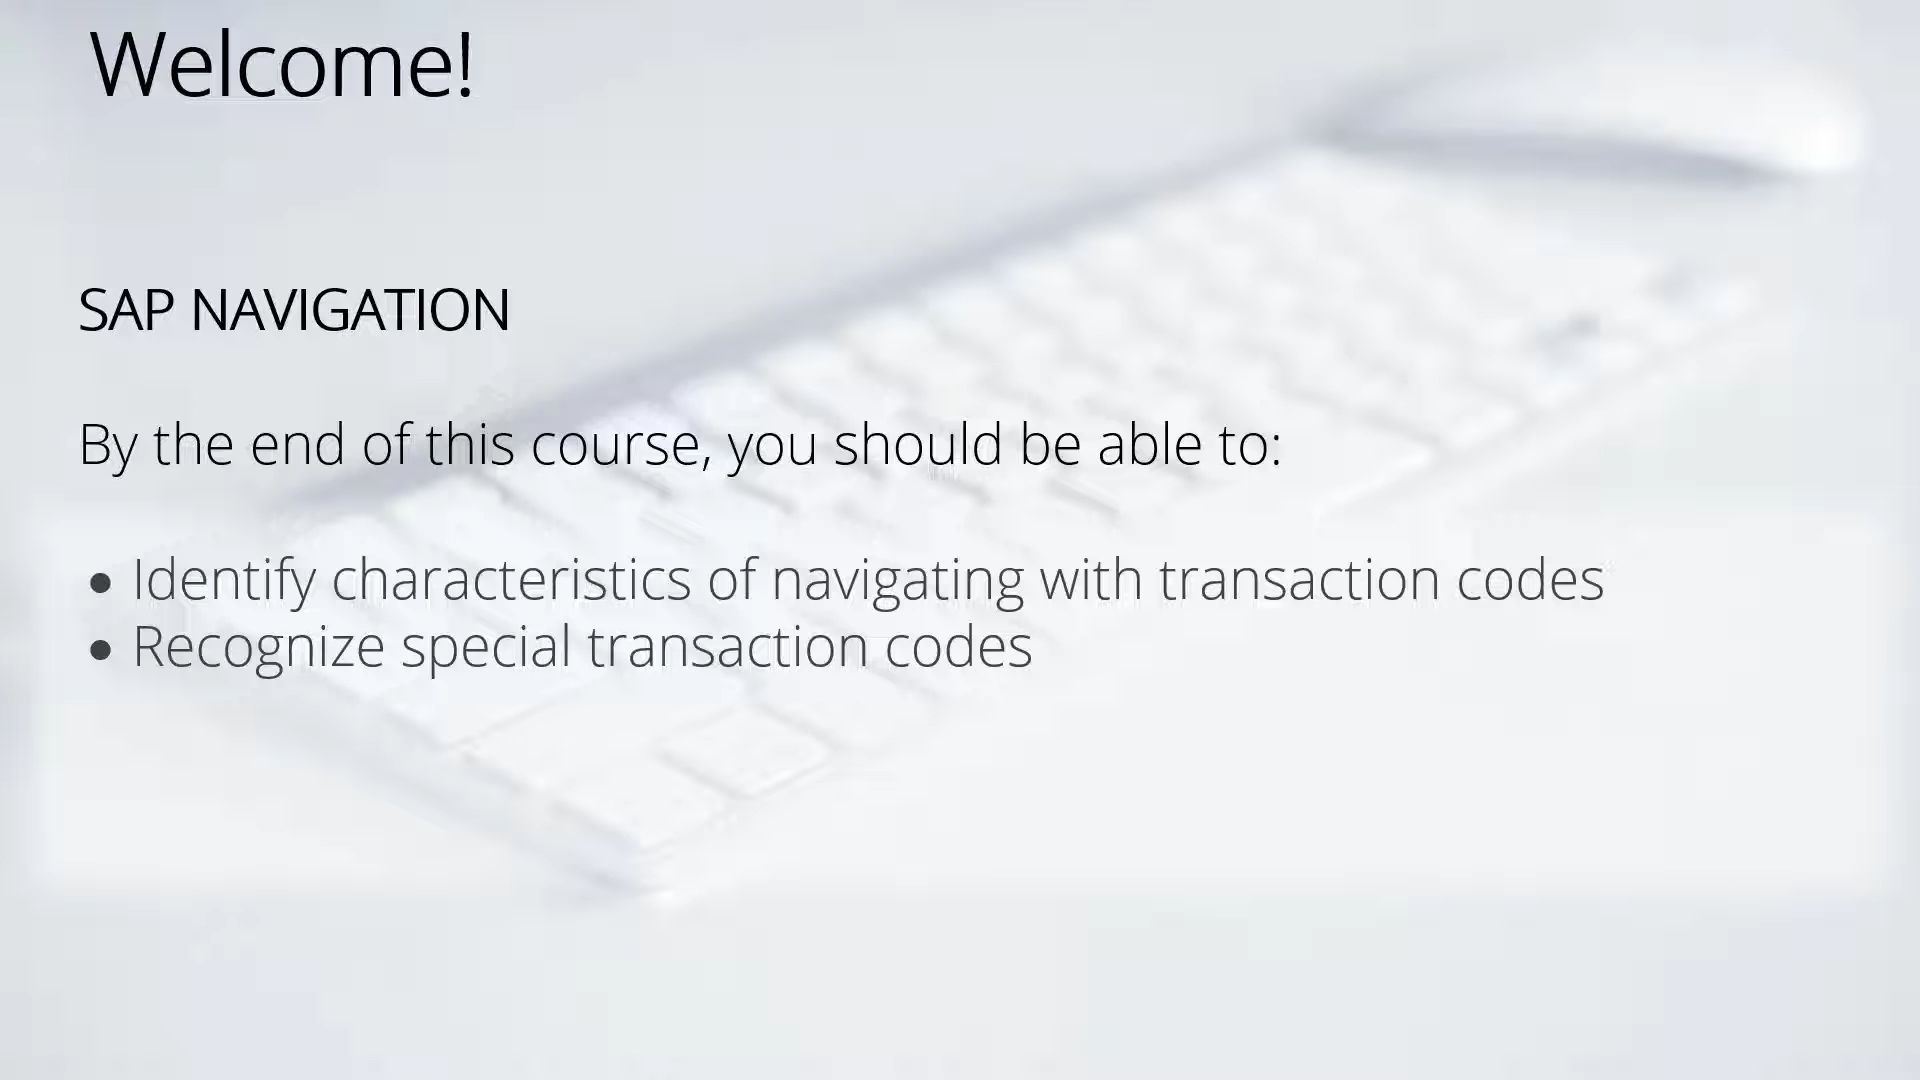 Welcome!
SAP NAVIGATION
By the end of this course, you should be able to:
• Identify characteristics of navigating with transaction codes
• Recognize special transaction codes